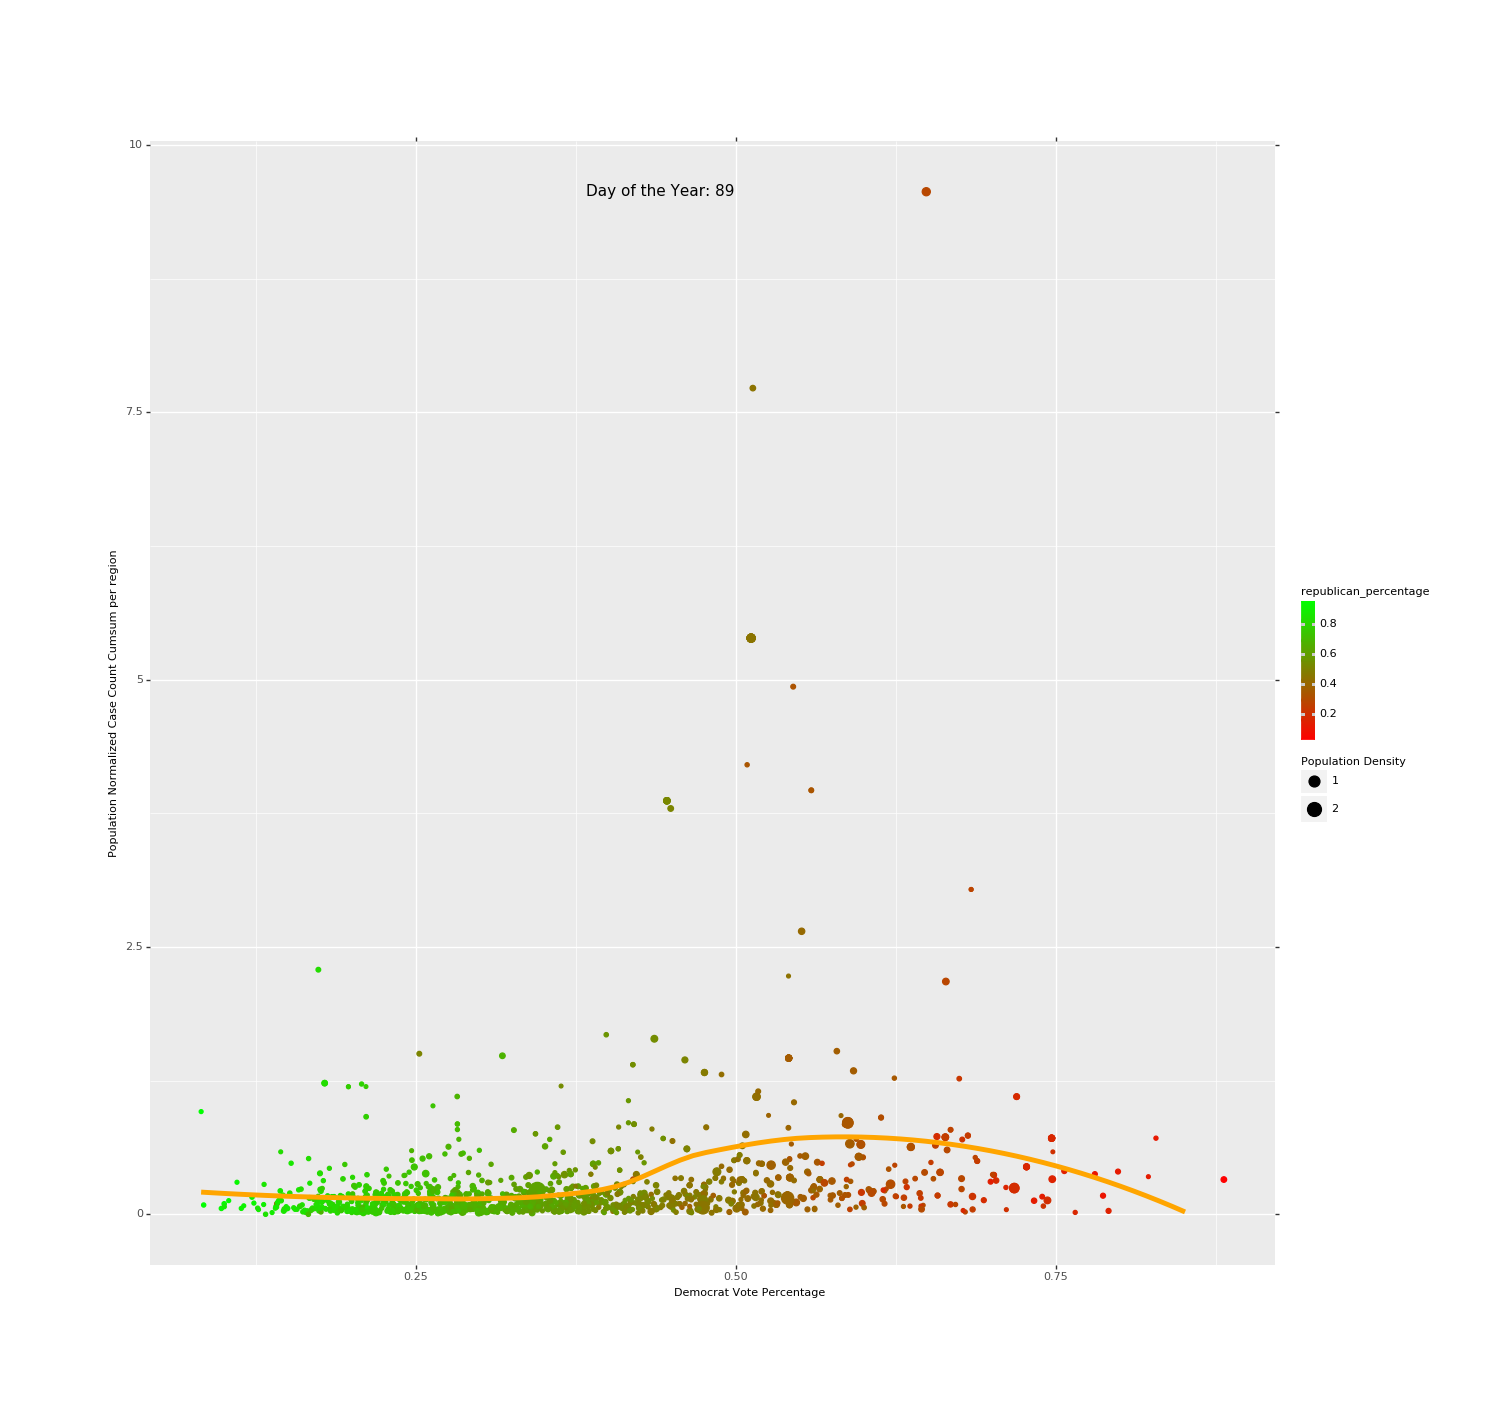 10
Day of the Year: 89
7.5
5
2.5
0
Population Normalized Case Count Cumsum per region
0.25
0.50
0.75
Democrat Vote Percentage
republican_percentage
0.8
0.6
0.4
0.2
Population Density
1
2